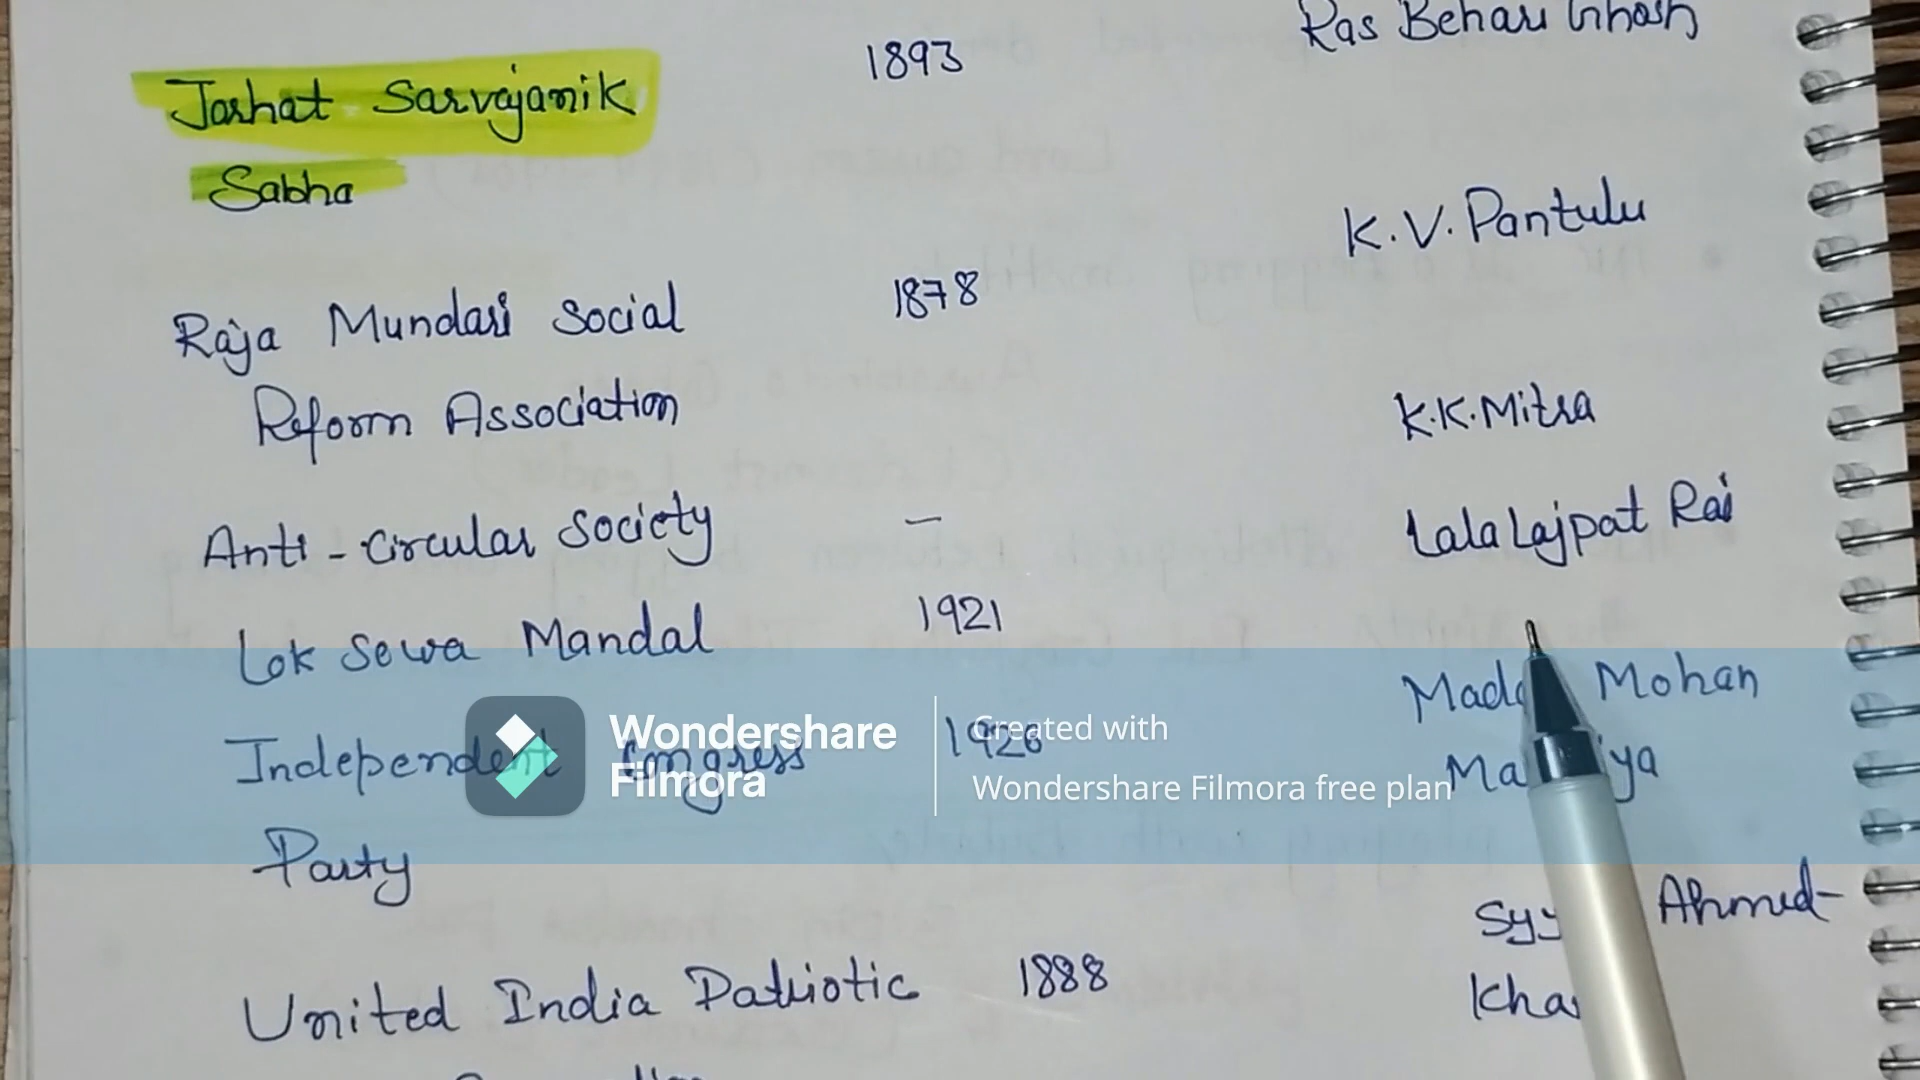 Ras Behari Ghosh
1893
Jorhat Sarvajanik
Sabha
K.V. Pantulu
1878
Raja Mundari Social
Reform Association
K.K. Mitra
Anti-Circular Society —
Lala Lajpat Rai
Lok Sewa Mandal 1921
Mohan
Independent Congress 1926
Party
Wondershare
Filmora
Created with
Wondershare Filmora free plan
Ahmed
United India Patriotic 1888